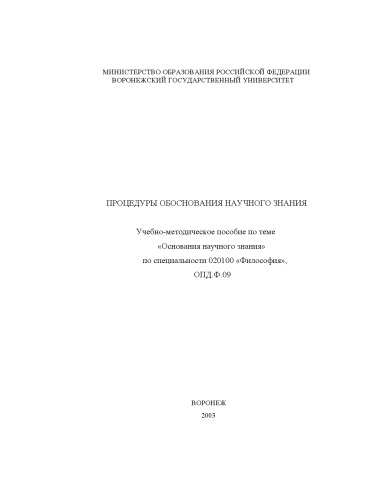 МИНИСТЕРСТВО ОБРАЗОВАНИЯ РОССИЙСКОЙ ФЕДЕРАЦИИ
ВОРОНЕЖСКИЙ ГОСУДАРСТВЕННЫЙ УНИВЕРСИТЕТ
ПРОЦЕДУРЫ ОБОСНОВАНИЯ НАУЧНОГО ЗНАНИЯ
Учебно-методическое пособие по теме
«Основания научного знания»
по специальности 020100 «Философия»,
ОПД.Ф.09
ВОРОНЕЖ
2003